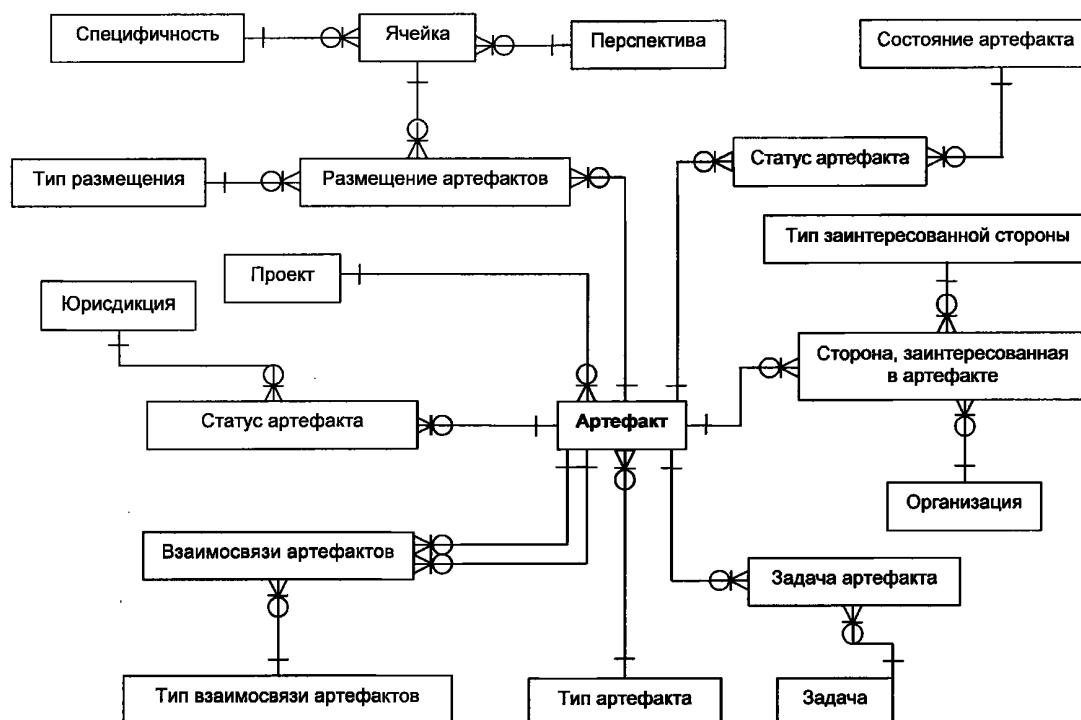 Специфичность
Ячейка
Перспектива
Состояние артефакта
Статус артефакта
Тип размещения
Размещение артефактов
Тип заинтересованной стороны
Проект
Юрисдикция
Сторона, заинтересованная
в артефакте
Статус артефакта
Артефакт
Организация
Взаимосвязи артефактов
Задача артефакта
Тип взаимосвязи артефактов
Тип артефакта
Задача